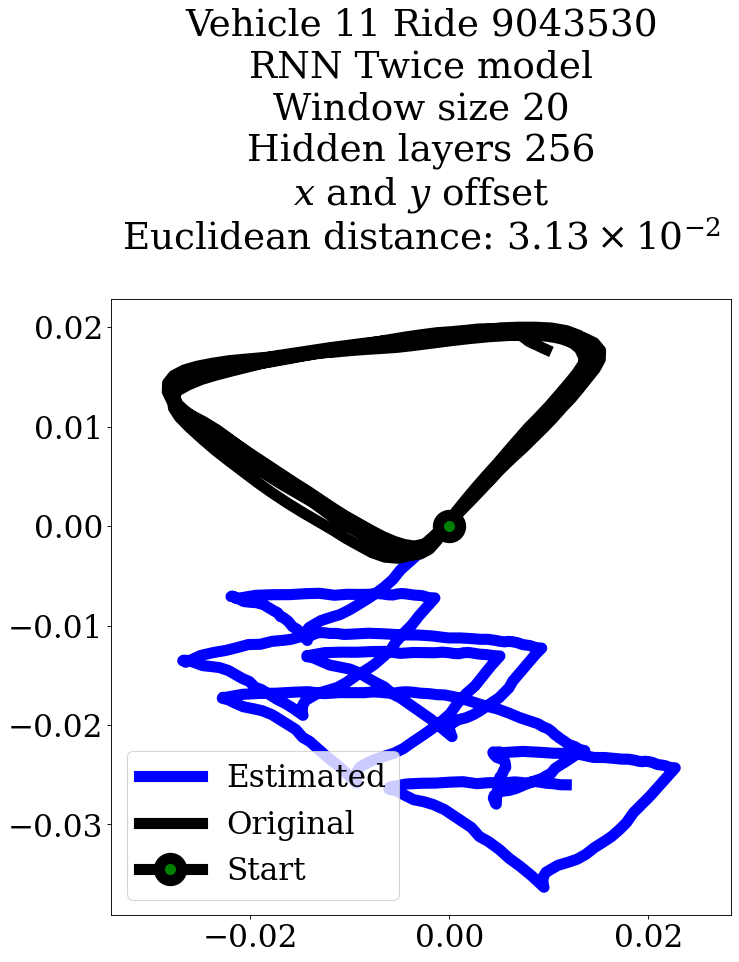 Vehicle 11 Ride 9043530
RNN Twice model
Window size 20
Hidden layers 256
x and y offset
Euclidean distance: 3.13 × 10⁻²
0.02
0.01
0.00
−0.01
−0.02
−0.03
Estimated
Original
Start
−0.02 0.00 0.02